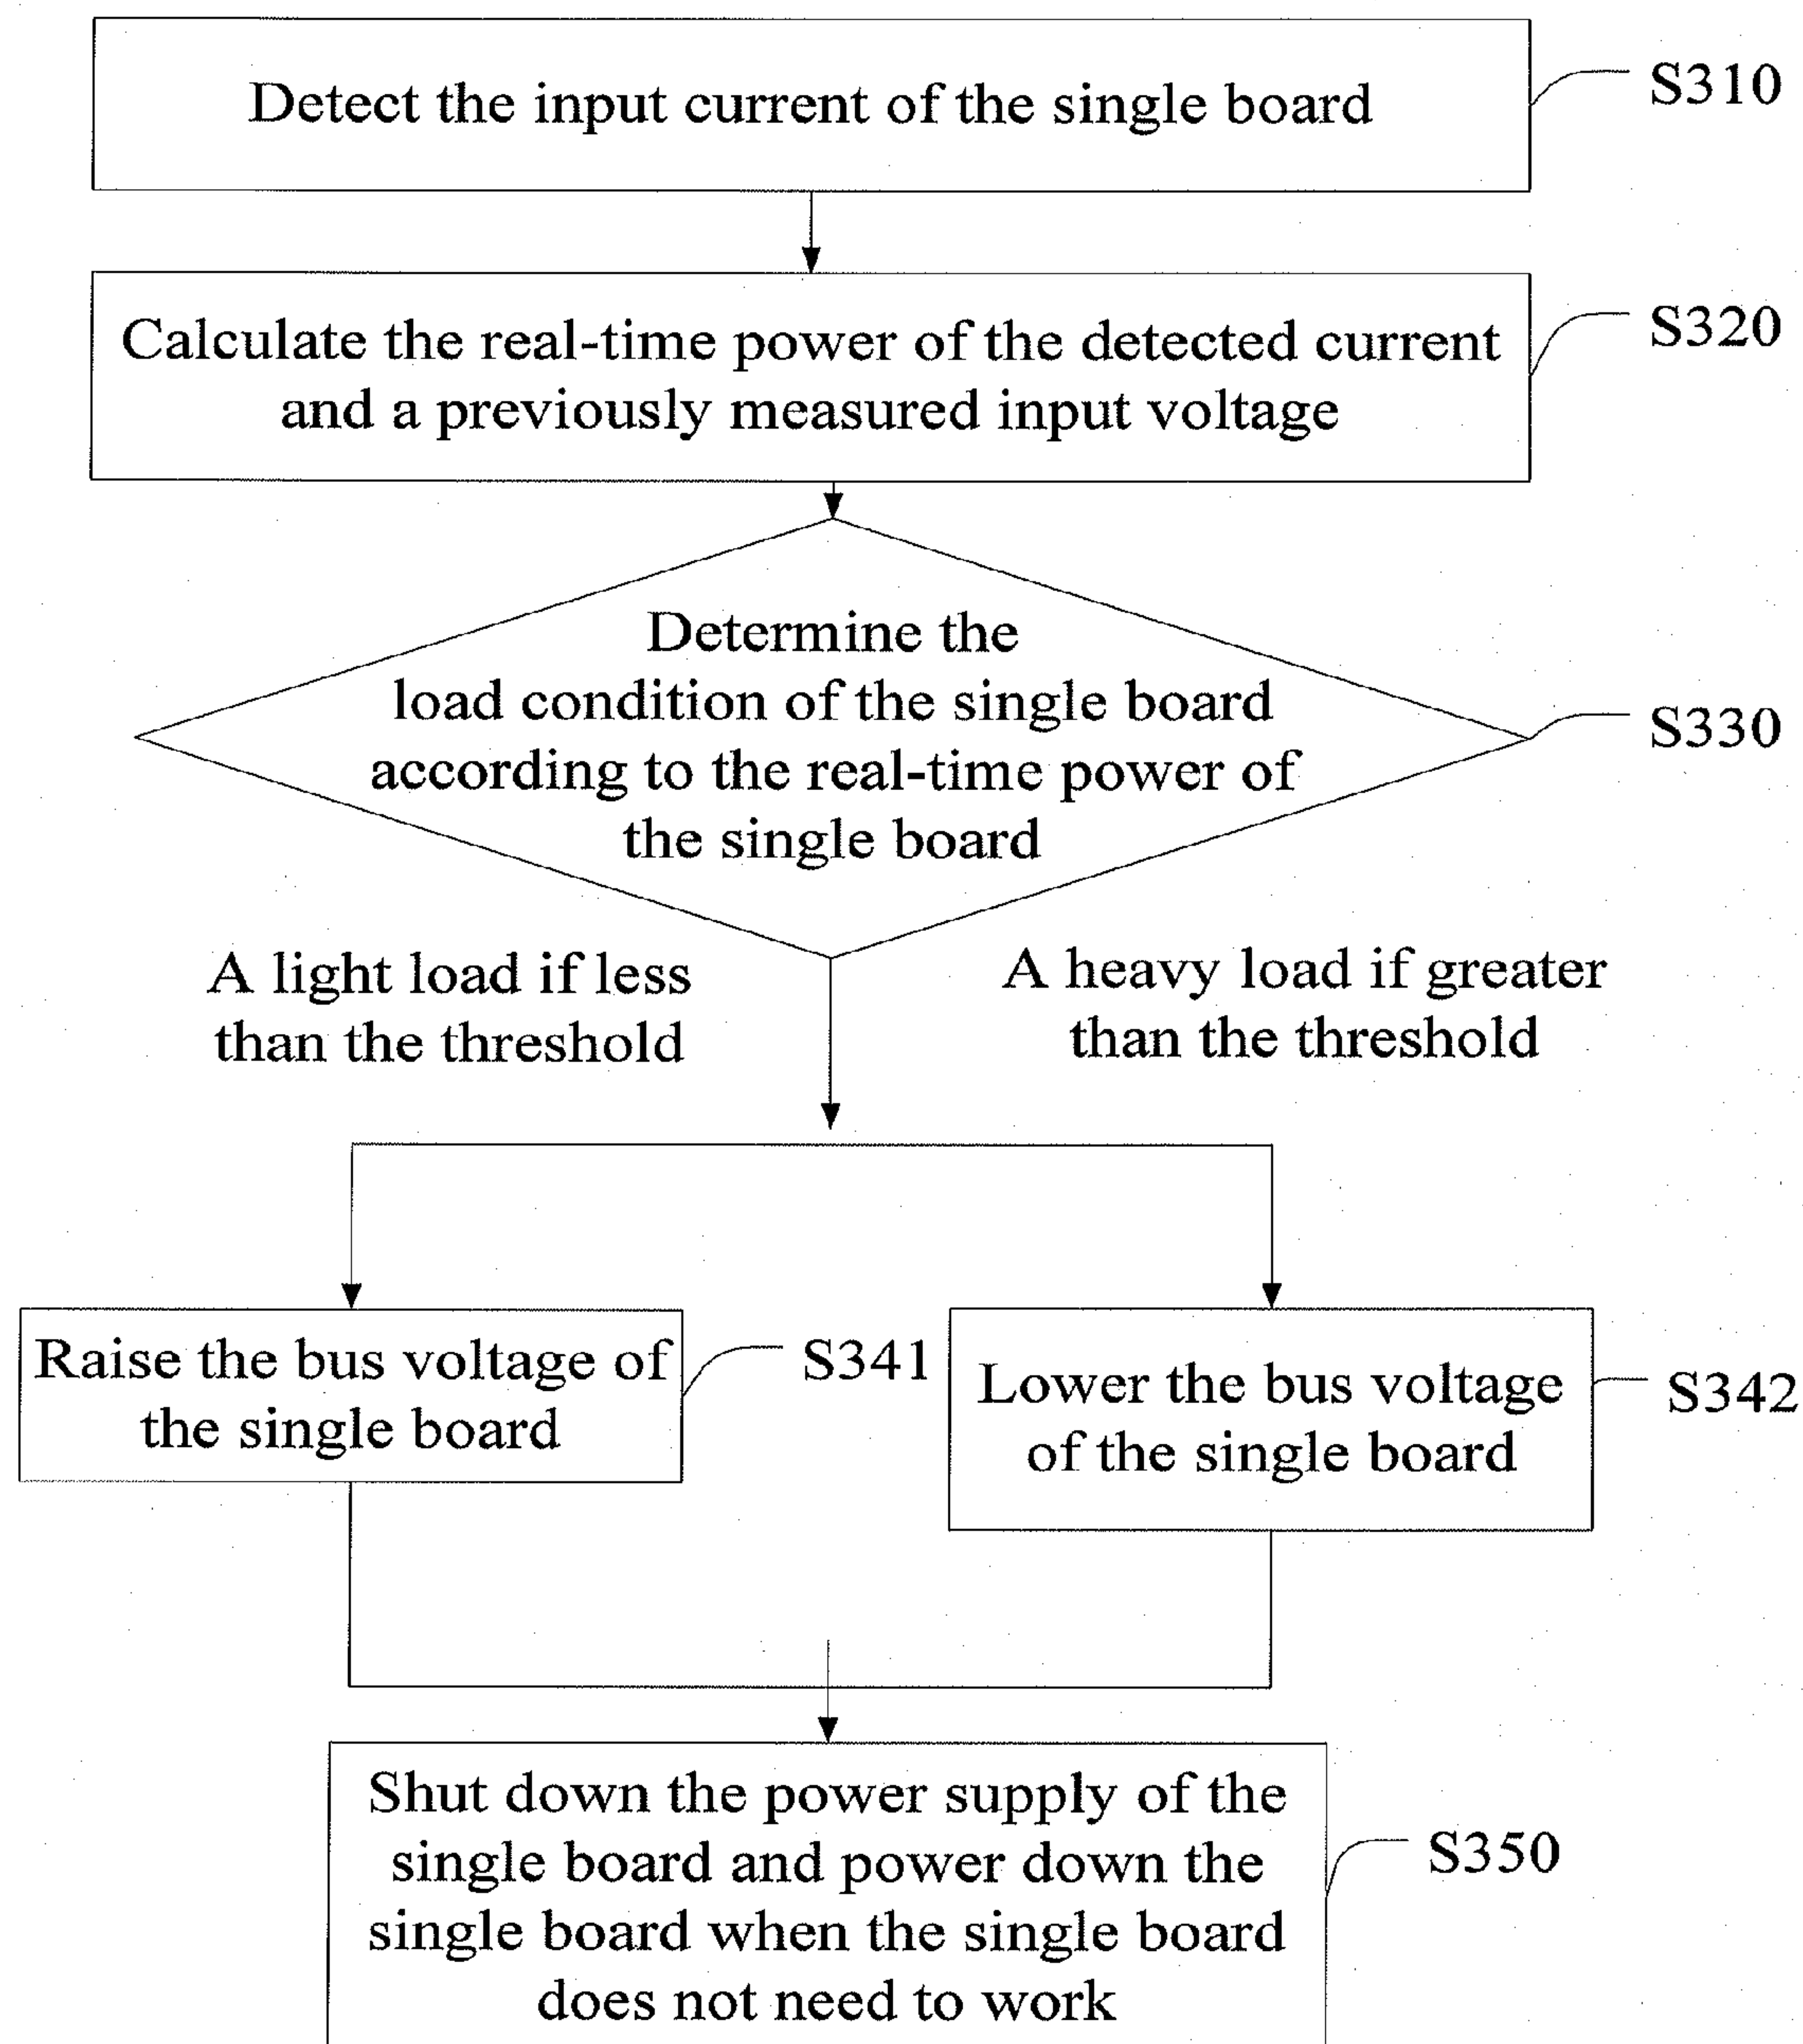 Detect the input current of the single board
S310
Calculate the real-time power of the detected current
and a previously measured input voltage
S320
Determine the
load condition of the single board
according to the real-time power of
the single board
S330
A light load if less
than the threshold
A heavy load if greater
than the threshold
Raise the bus voltage of
the single board
S341
Lower the bus voltage
of the single board
S342
Shut down the power supply of the
single board and power down the
single board when the single board
does not need to work
S350